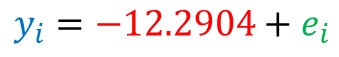 yᵢ = −12.2904 + eᵢ